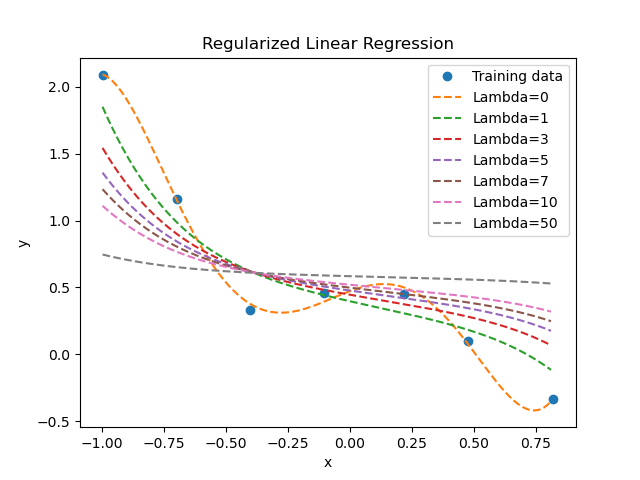 Regularized Linear Regression
Training data
Lambda=0
Lambda=1
Lambda=3
Lambda=5
Lambda=7
Lambda=10
Lambda=50
2.0
1.5
1.0
0.5
0.0
−0.5
y
−1.00 −0.75 −0.50 −0.25 0.00 0.25 0.50 0.75
x